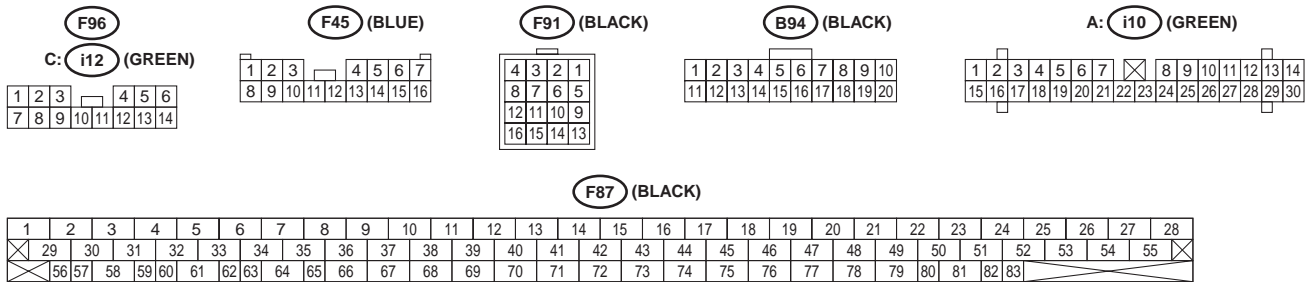 F96
C: i12 (GREEN)
1 2 3 4 5 6
7 8 9 10 11 12 13 14
F45 (BLUE)
1 2 3 4 5 6 7
8 9 10 11 12 13 14 15 16
F91 (BLACK)
4 3 2 1
8 7 6 5
12 11 10 9
16 15 14 13
B94 (BLACK)
1 2 3 4 5 6 7 8 9 10
11 12 13 14 15 16 17 18 19 20
A: i10 (GREEN)
1 2 3 4 5 6 7 8 9 10 11 12 13 14
15 16 17 18 19 20 21 22 23 24 25 26 27 28 29 30
F87 (BLACK)
1 2 3 4 5 6 7 8 9 10 11 12 13 14 15 16 17 18 19 20 21 22 23 24 25 26 27 28
29 30 31 32 33 34 35 36 37 38 39 40 41 42 43 44 45 46 47 48 49 50 51 52 53 54 55
56 57 58 59 60 61 62 63 64 65 66 67 68 69 70 71 72 73 74 75 76 77 78 79 80 81 82 83